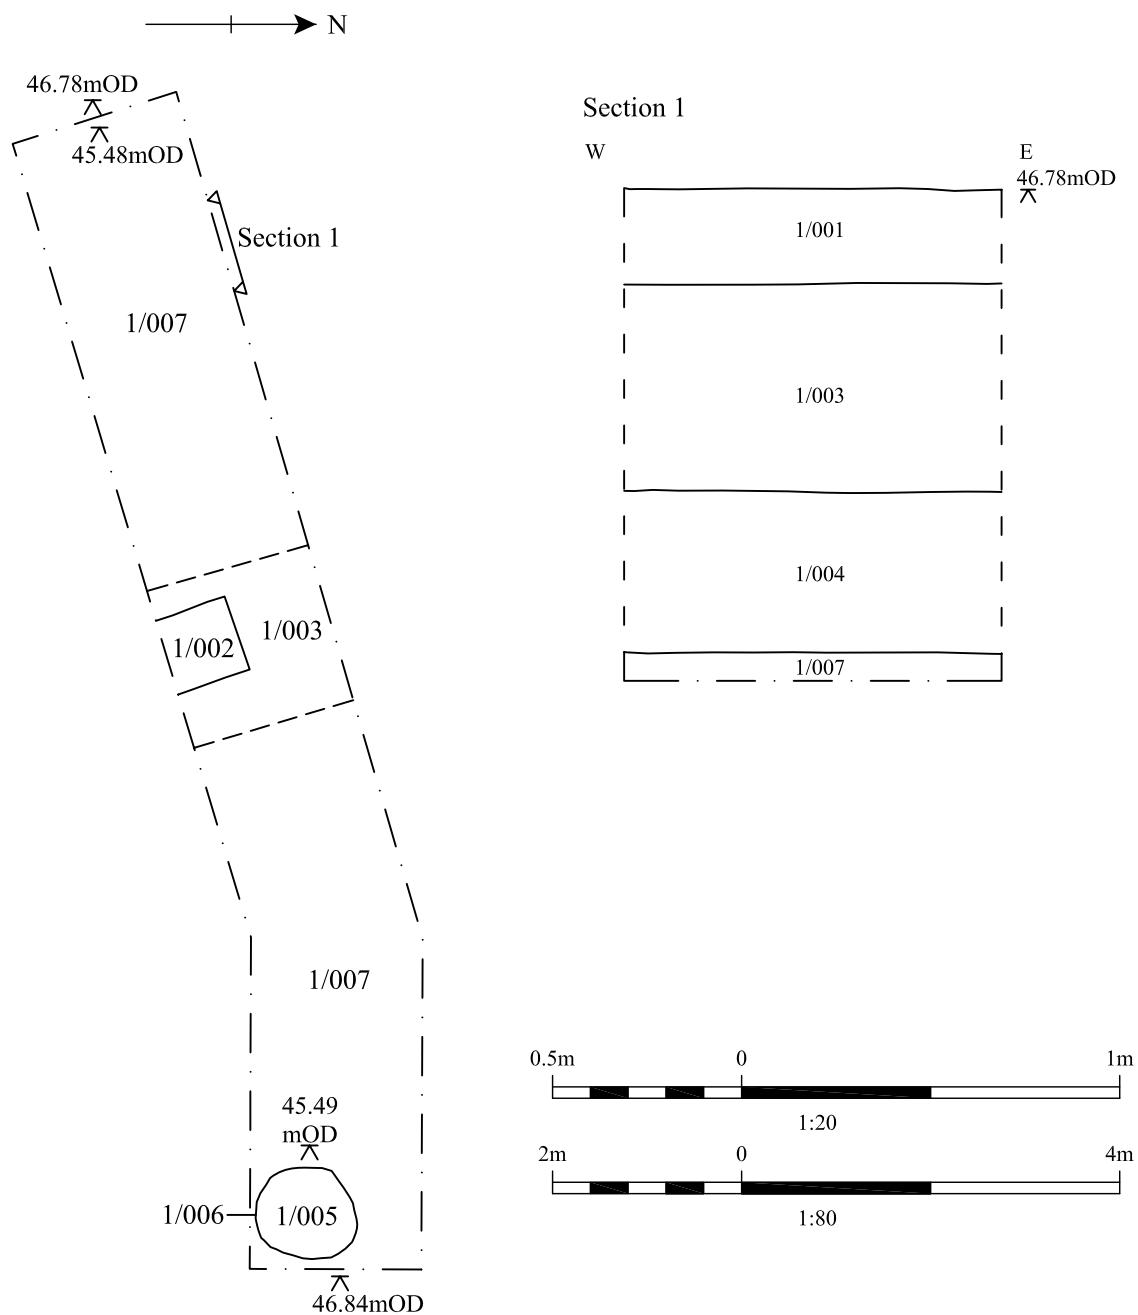 N
46.78mOD
45.48mOD
Section 1
1/007
1/003
1/002
1/007
45.49
mOD
1/006
1/005
46.84mOD
Section 1
W
E
46.78mOD
1/001
1/003
1/004
1/007
0.5m 0 1m
1:20
2m 0 4m
1:80